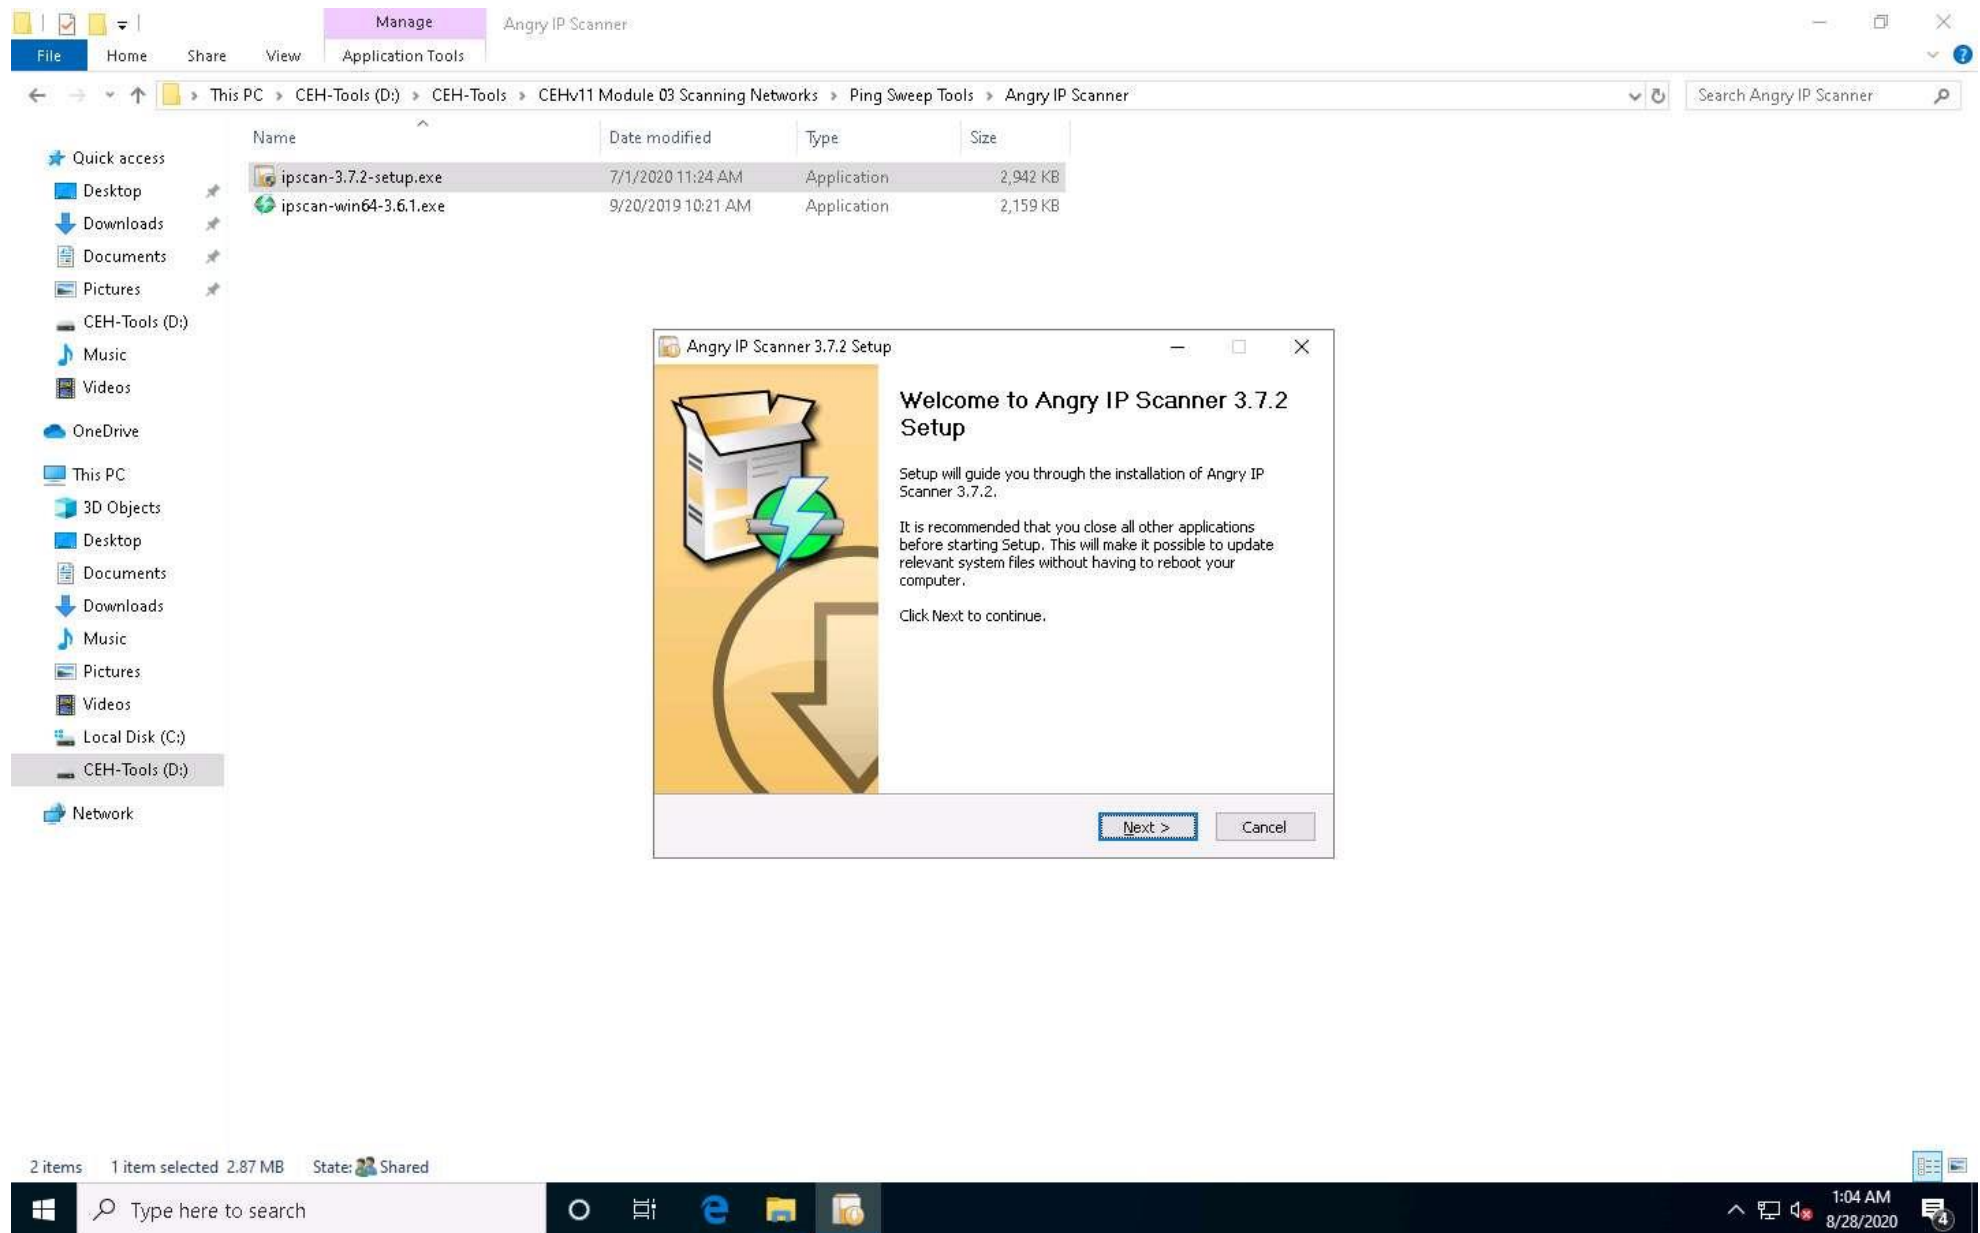 Manage
Angry IP Scanner
File
Home
Share
View
Application Tools
?
This PC > CEH-Tools (D:) > CEH-Tools > CEHv11 Module 03 Scanning Networks > Ping Sweep Tools > Angry IP Scanner
Search Angry IP Scanner
Name
Date modified
Type
Size
ipscan-3.7.2-setup.exe
7/1/2020 11:24 AM
Application
2,942 KB
ipscan-win64-3.6.1.exe
9/20/2019 10:21 AM
Application
2,159 KB
Quick access
Desktop
Downloads
Documents
Pictures
CEH-Tools (D:)
Music
Videos
OneDrive
This PC
3D Objects
Desktop
Documents
Downloads
Music
Pictures
Videos
Local Disk (C:)
CEH-Tools (D:)
Network
Angry IP Scanner 3.7.2 Setup
Welcome to Angry IP Scanner 3.7.2
Setup
Setup will guide you through the installation of Angry IP
Scanner 3.7.2.
It is recommended that you close all other applications
before starting Setup. This will make it possible to update
relevant system files without having to reboot your
computer.
Click Next to continue.
Next >
Cancel
2 items
1 item selected 2.87 MB
State: Shared
Type here to search
1:04 AM
8/28/2020
4